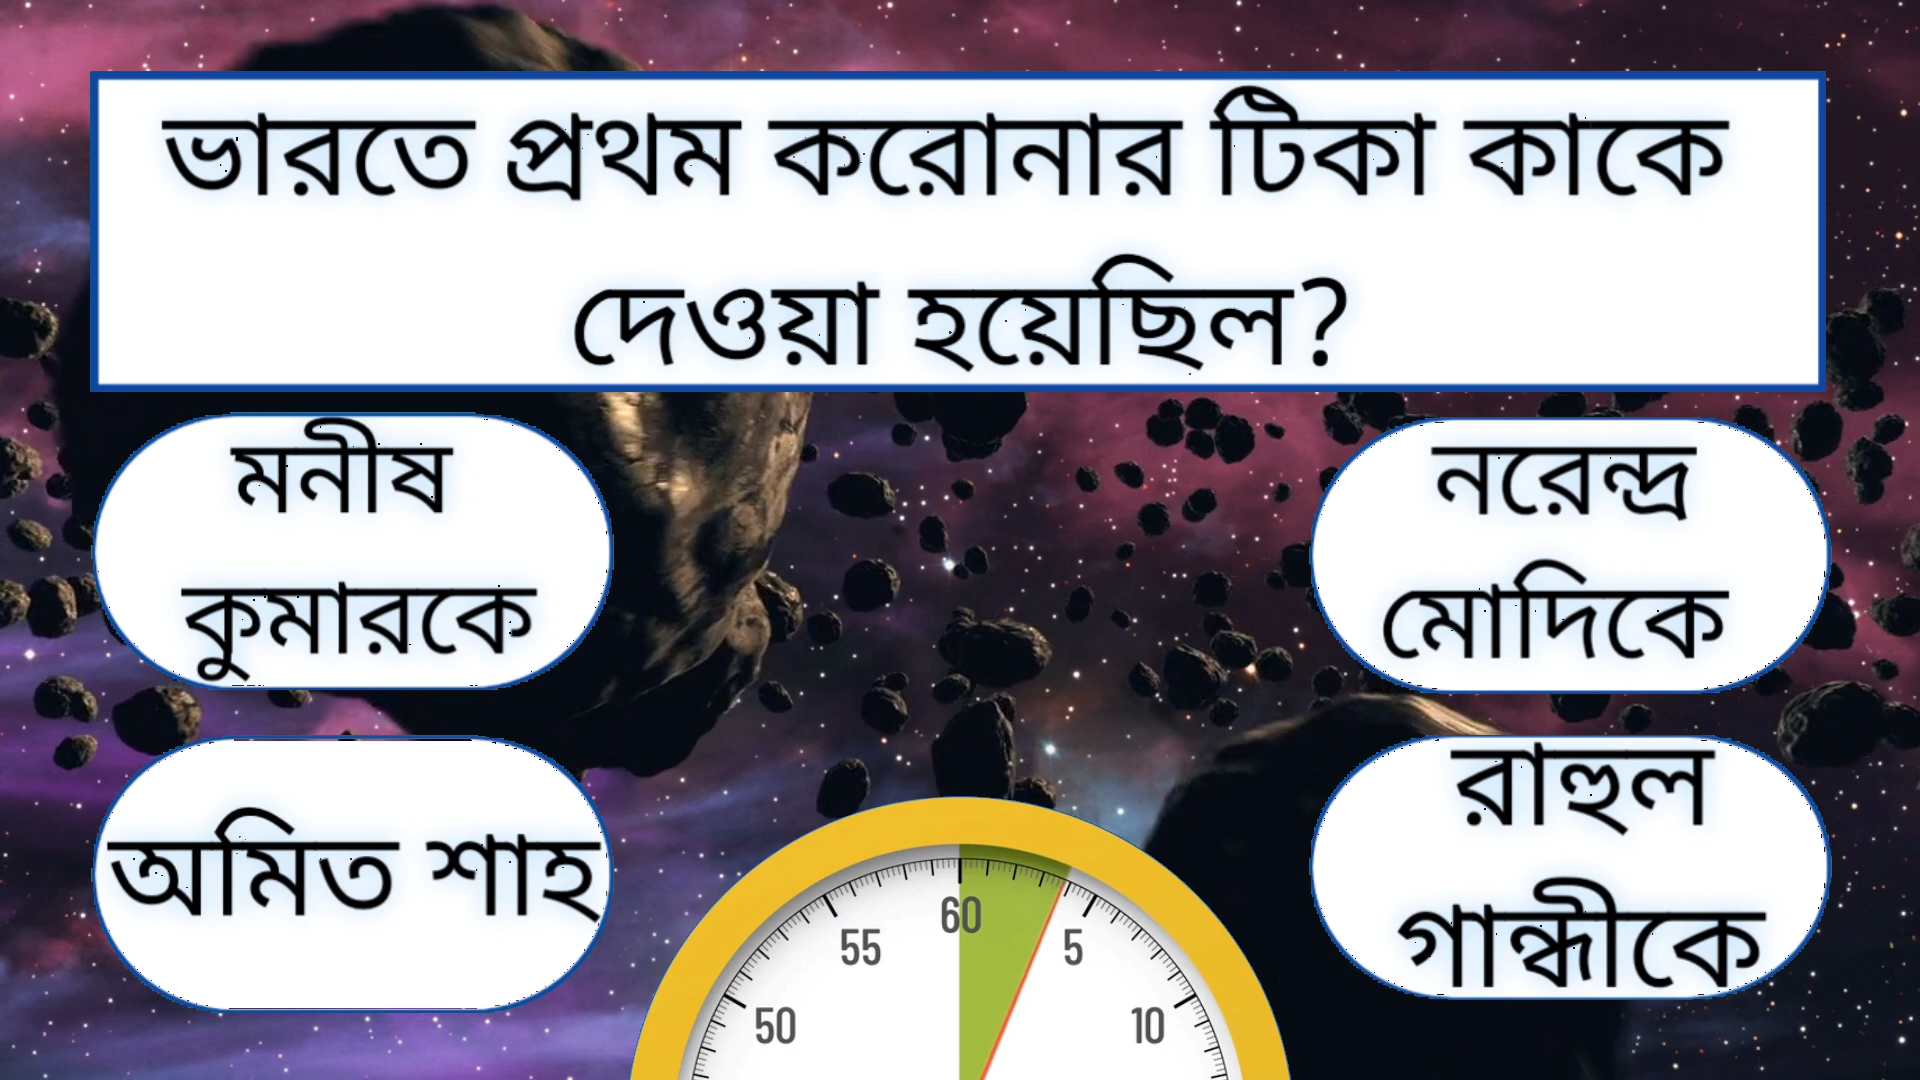 ভারতে প্রথম করোনার টিকা কাকে
দেওয়া হয়েছিল?
মনীষ
কুমারকে
নরেন্দ্র
মোদিকে
অমিত শাহ
রাহুল
গান্ধীকে
60
55
5
50
10